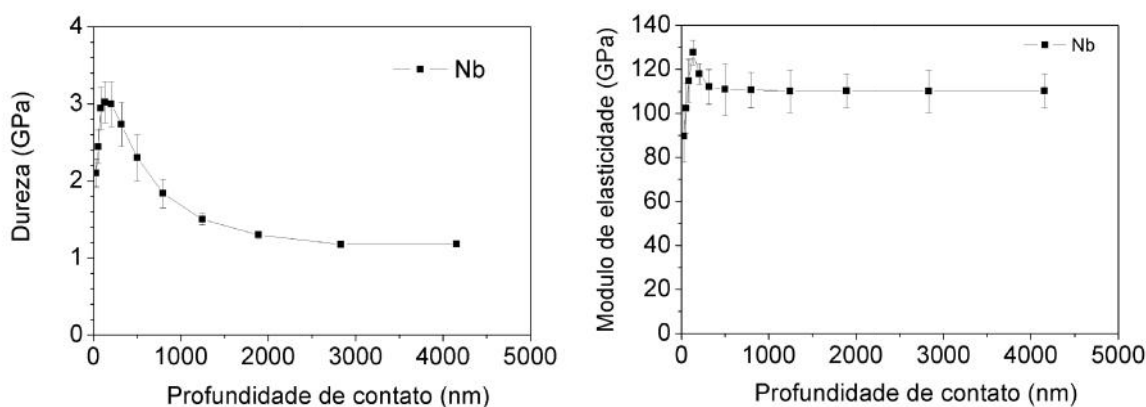 4
3
2
1
0
Dureza (GPa)
Nb
0 1000 2000 3000 4000 5000
Profundidade de contato (nm)
140
120
100
80
60
40
20
0
Modulo de elasticidade (GPa)
Nb
0 1000 2000 3000 4000 5000
Profundidade de contato (nm)